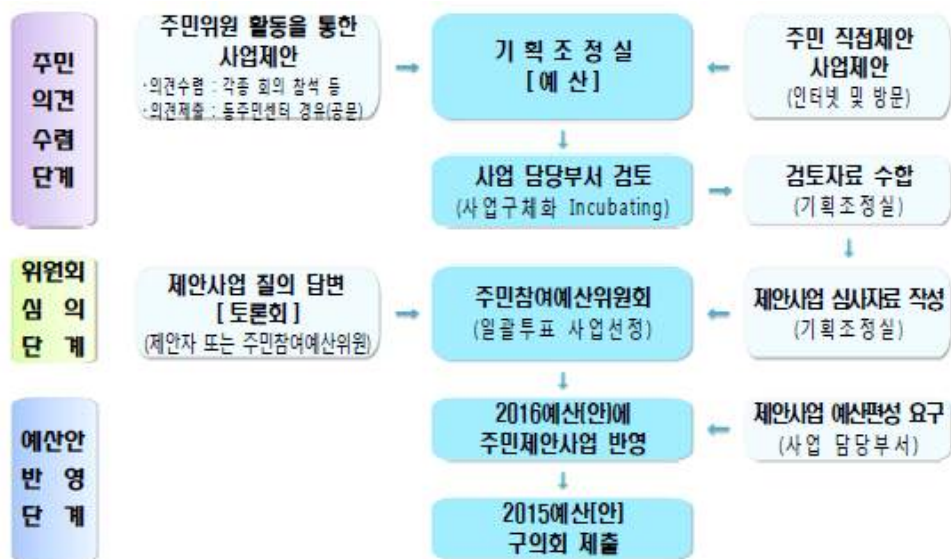 주민
의견
수렴
단계
주민위원 활동을 통한
사업제안
·의견수렴 : 각종 회의 참석 등
·의견제출 : 동주민센터 경유(공문)
기획조정실
[예산]
주민 직접제안
사업제안
(인터넷 및 방문)
사업 담당부서 검토
(사업구체화 Incubating)
검토자료 수합
(기획조정실)
위원회
심의
단계
제안사업 질의 답변
[토론회]
(제안자 또는 주민참여예산위원)
주민참여예산위원회
(일괄투표 사업선정)
제안사업 심사자료 작성
(기획조정실)
예산안
반영
단계
2016예산(안)에
주민제안사업 반영
제안사업 예산편성 요구
(사업 담당부서)
2015예산(안)
구의회 제출